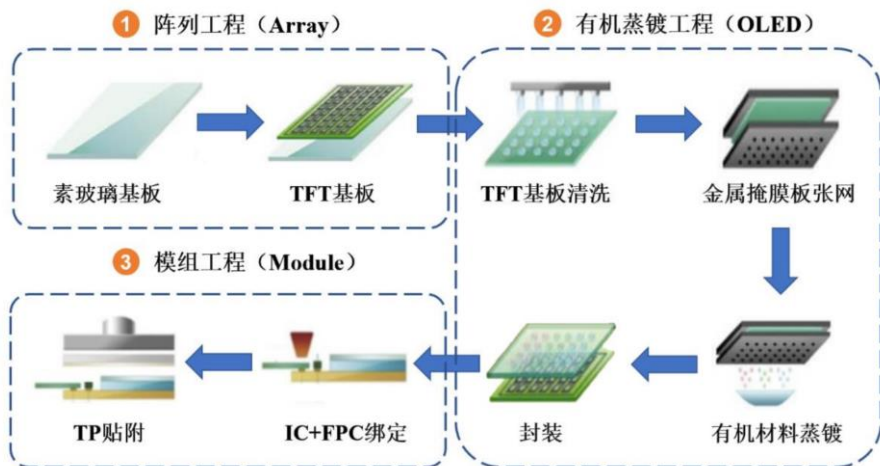 1 阵列工程（Array）
2 有机蒸镀工程（OLED）
素玻璃基板
TFT基板
TFT基板清洗
金属掩膜板张网
3 模组工程（Module）
TP贴附
IC+FPC绑定
封装
有机材料蒸镀